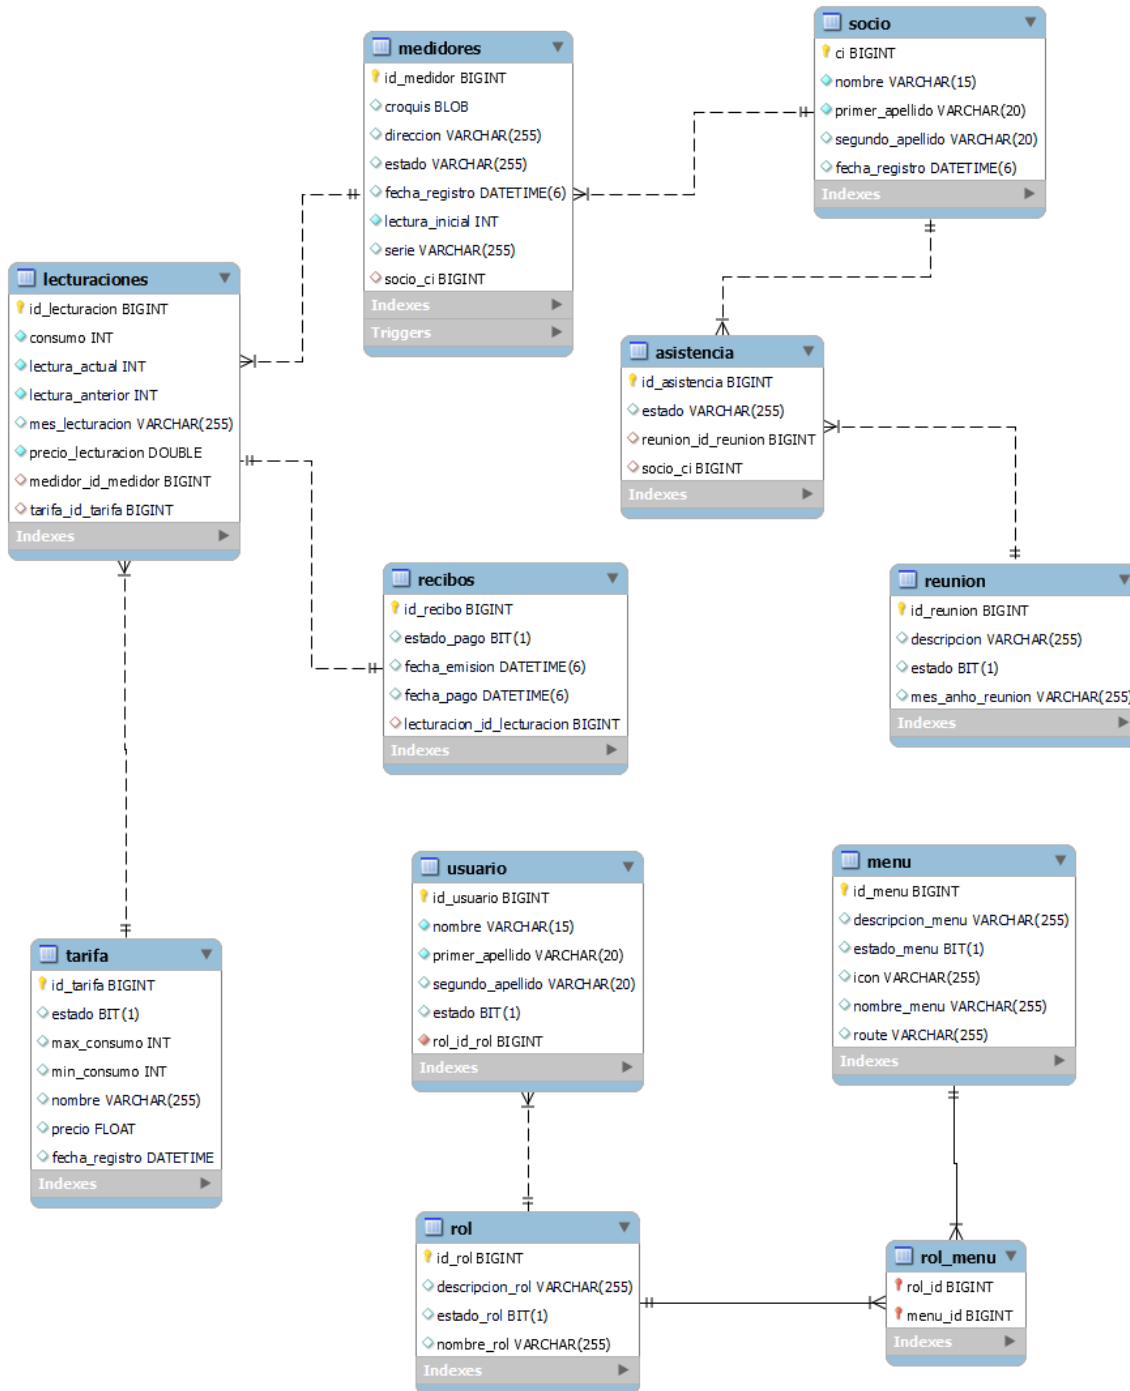 socio
ci BIGINT
nombre VARCHAR(15)
primer_apellido VARCHAR(20)
segundo_apellido VARCHAR(20)
fecha_registro DATETIME(6)
Indexes
medidores
id_medidor BIGINT
croquis BLOB
direccion VARCHAR(255)
estado VARCHAR(255)
fecha_registro DATETIME(6)
lectura_inicial INT
serie VARCHAR(255)
socio_ci BIGINT
Indexes
Triggers
lecturaciones
id_lecturacion BIGINT
consumo INT
lectura_actual INT
lectura_anterior INT
mes_lecturacion VARCHAR(255)
precio_lecturacion DOUBLE
medidor_id_medidor BIGINT
tarifa_id_tarifa BIGINT
Indexes
asistencia
id_asistencia BIGINT
estado VARCHAR(255)
reunion_id_reunion BIGINT
socio_ci BIGINT
Indexes
recibos
id_recibo BIGINT
estado_pago BIT(1)
fecha_emision DATETIME(6)
fecha_pago DATETIME(6)
lecturacion_id_lecturacion BIGINT
Indexes
reunion
id_reunion BIGINT
descripcion VARCHAR(255)
estado BIT(1)
mes_anho_reunion VARCHAR(255)
Indexes
usuario
id_usuario BIGINT
nombre VARCHAR(15)
primer_apellido VARCHAR(20)
segundo_apellido VARCHAR(20)
estado BIT(1)
rol_id_rol BIGINT
Indexes
menu
id_menu BIGINT
descripcion_menu VARCHAR(255)
estado_menu BIT(1)
icon VARCHAR(255)
nombre_menu VARCHAR(255)
route VARCHAR(255)
Indexes
tarifa
id_tarifa BIGINT
estado BIT(1)
max_consumo INT
min_consumo INT
nombre VARCHAR(255)
precio FLOAT
fecha_registro DATETIME
Indexes
rol
id_rol BIGINT
descripcion_rol VARCHAR(255)
estado_rol BIT(1)
nombre_rol VARCHAR(255)
Indexes
rol_menu
rol_id BIGINT
menu_id BIGINT
Indexes